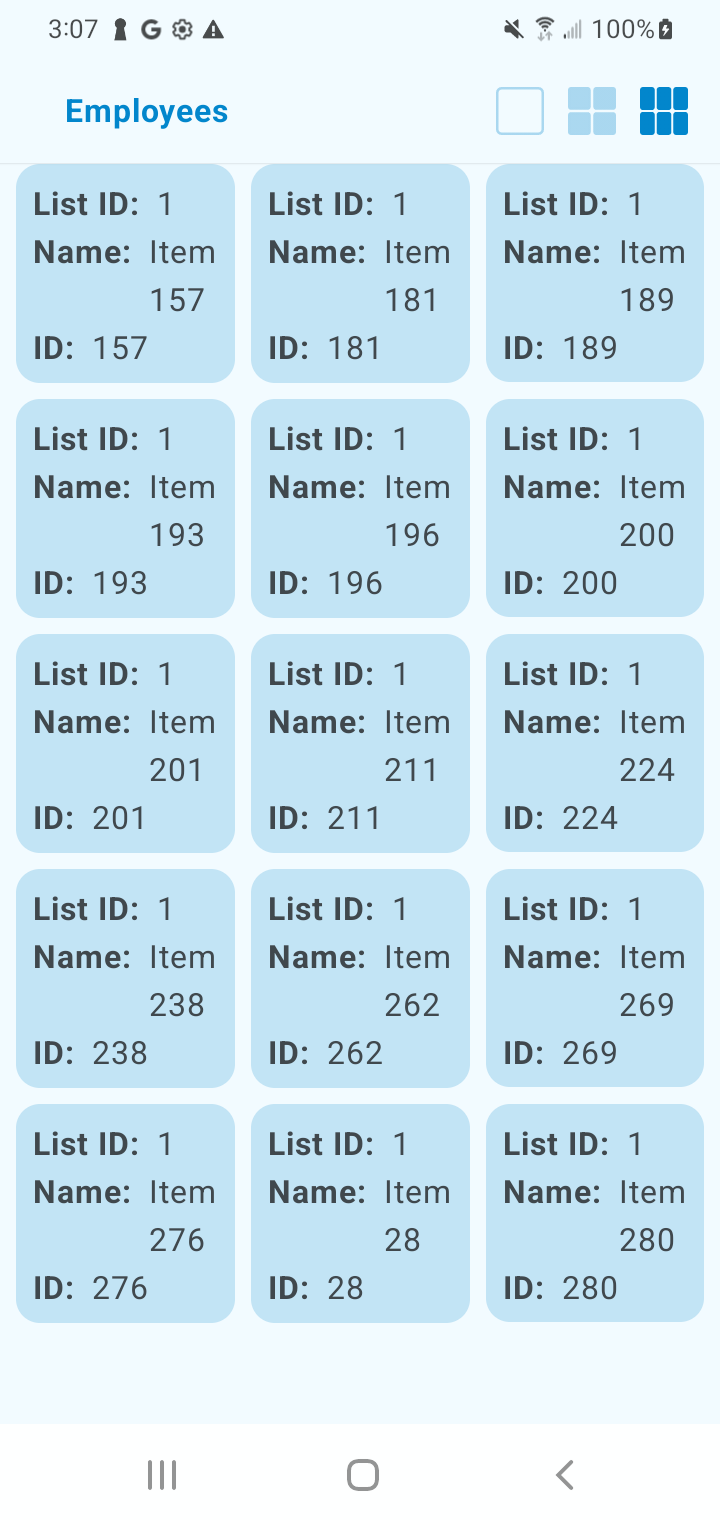 3:07 G 100%
Employees
List ID: 1 List ID: 1 List ID: 1
Name: Item Name: Item Name: Item
157 181 189
ID: 157 ID: 181 ID: 189
List ID: 1 List ID: 1 List ID: 1
Name: Item Name: Item Name: Item
193 196 200
ID: 193 ID: 196 ID: 200
List ID: 1 List ID: 1 List ID: 1
Name: Item Name: Item Name: Item
201 211 224
ID: 201 ID: 211 ID: 224
List ID: 1 List ID: 1 List ID: 1
Name: Item Name: Item Name: Item
238 262 269
ID: 238 ID: 262 ID: 269
List ID: 1 List ID: 1 List ID: 1
Name: Item Name: Item Name: Item
276 28 280
ID: 276 ID: 28 ID: 280